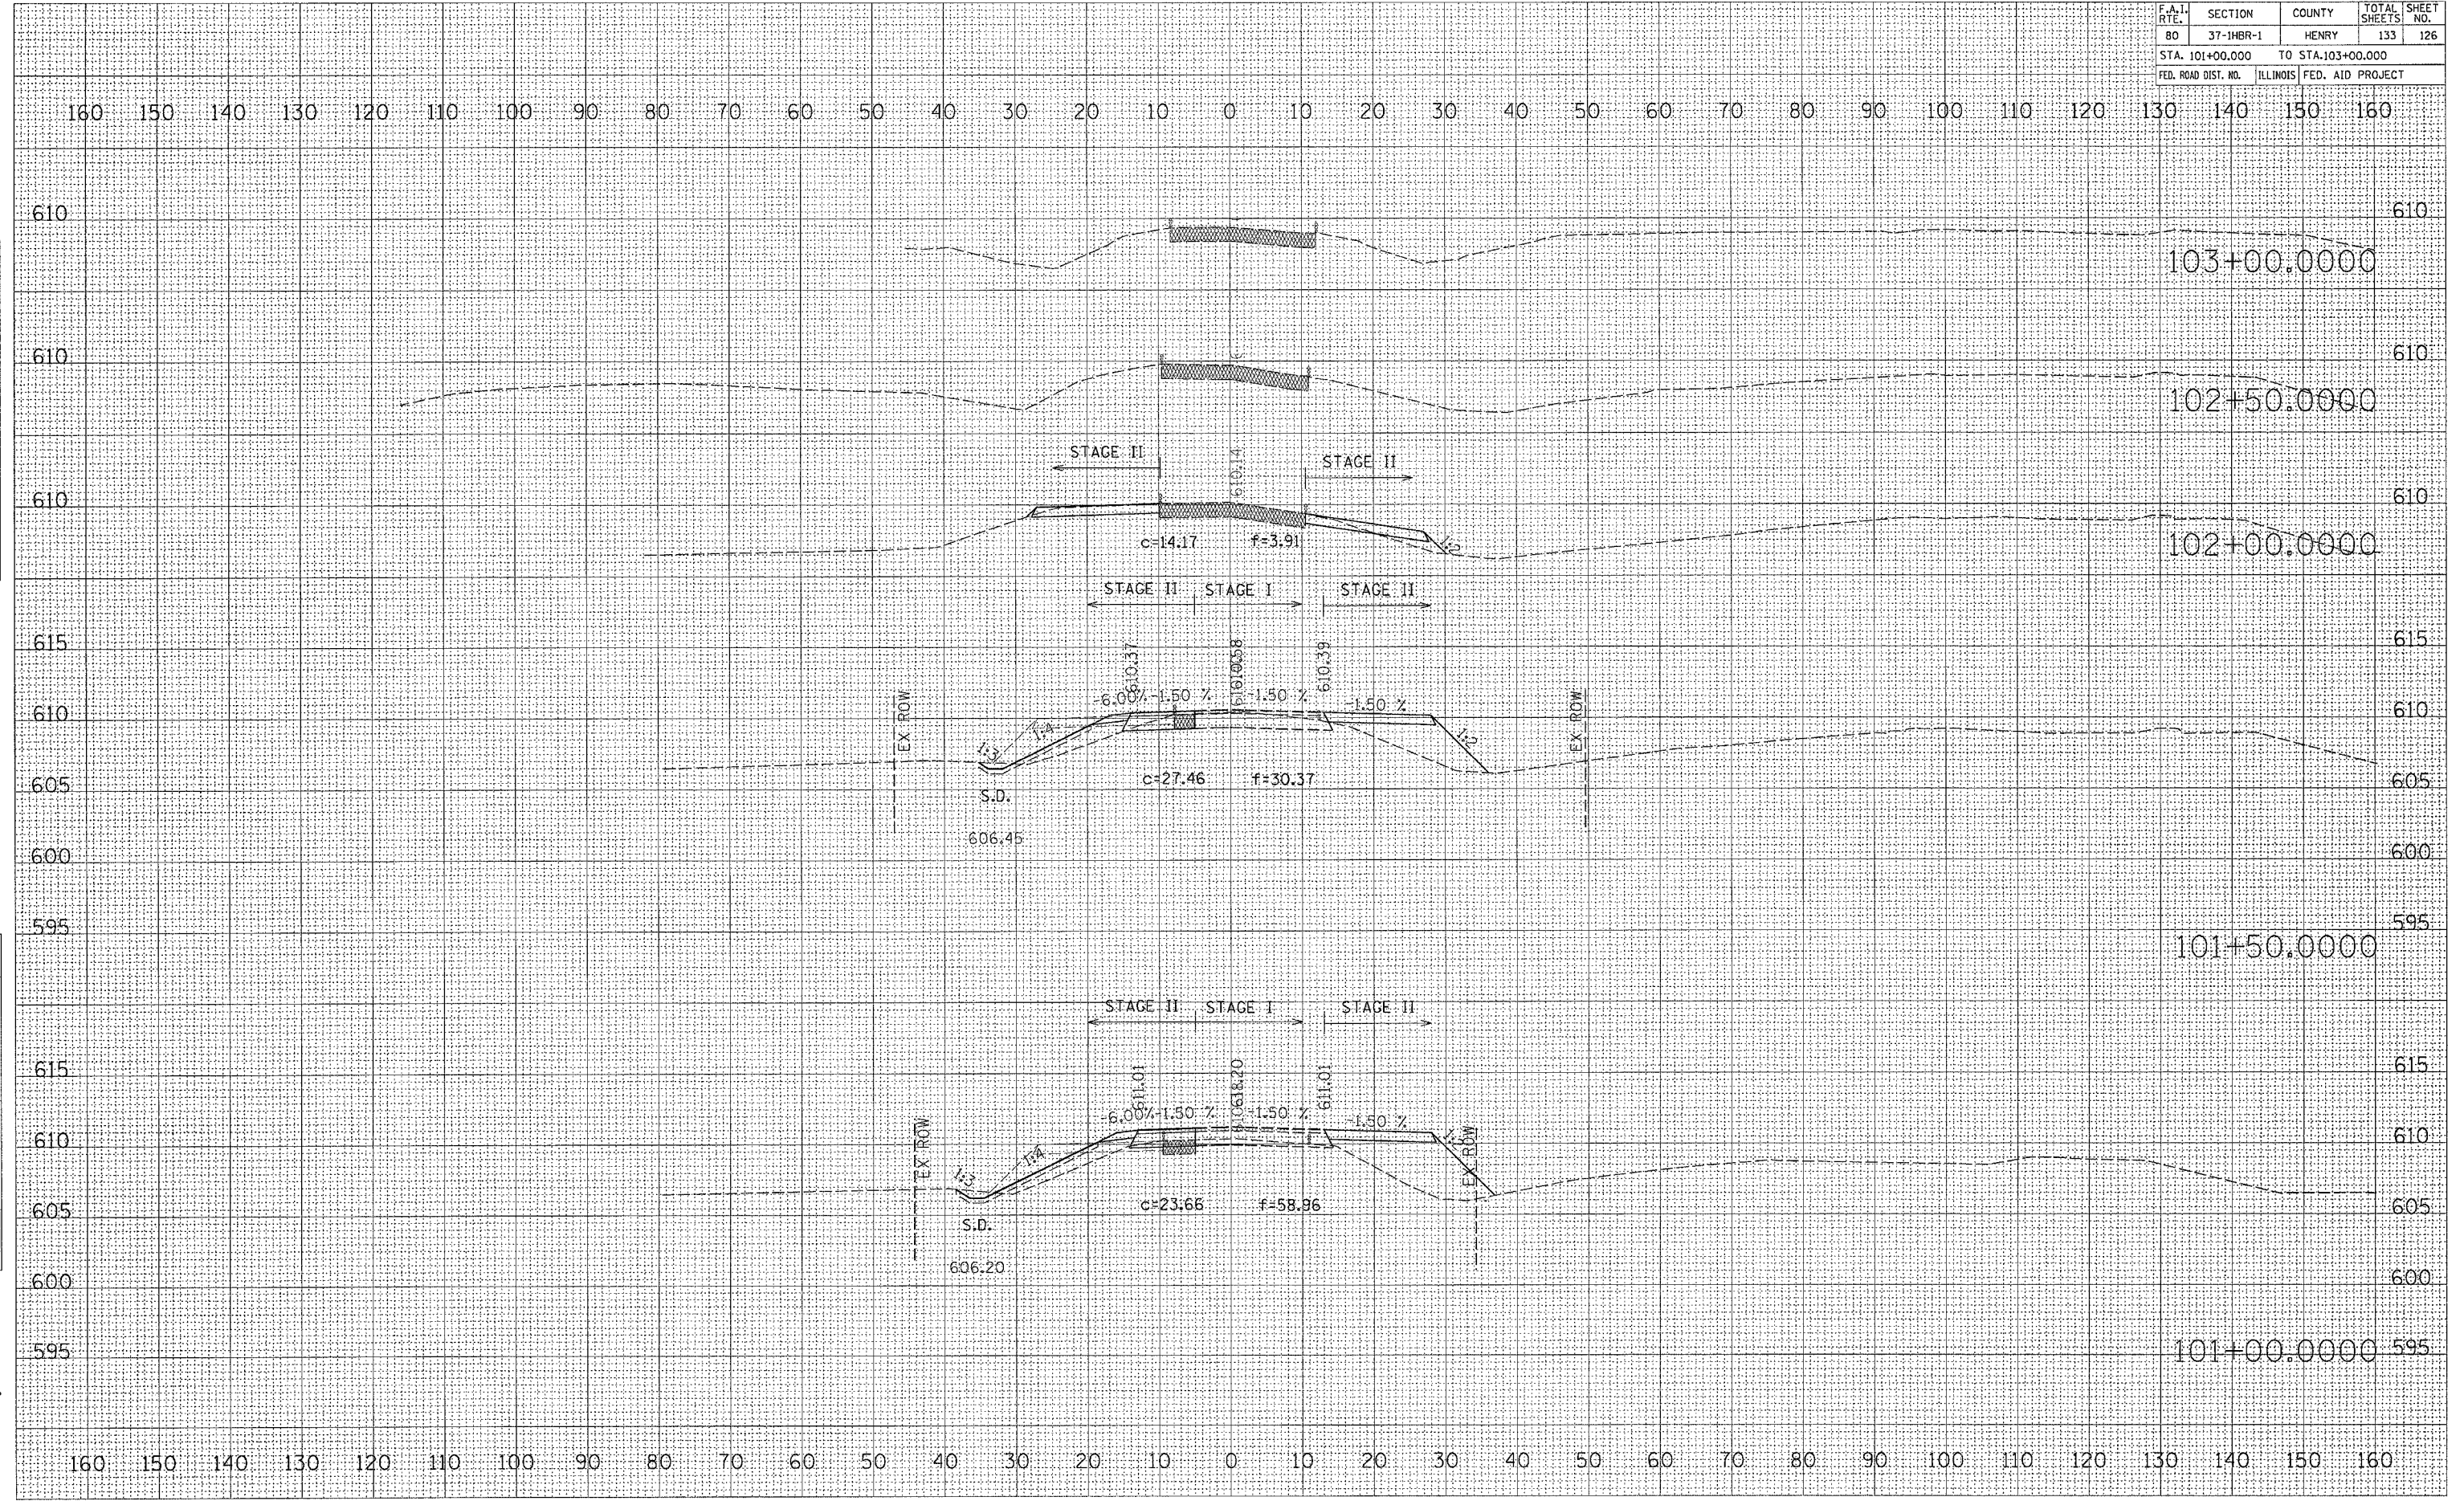 F.A.I. RTE. SECTION COUNTY TOTAL SHEETS SHEET NO.
80 37-1HBR-1 HENRY 133 126
STA. 101+00.000 TO STA.103+00.000
FED. ROAD DIST. NO. ILLINOIS FED. AID PROJECT
160 150 140 130 120 110 100 90 80 70 60 50 40 30 20 10 0 10 20 30 40 50 60 70 80 90 100 110 120 130 140 150 160
610 610
103+00.0000
610 610
102+50.0000
STAGE II STAGE II
610.14
610 610
c=14.17 f=3.91 1:2
102+00.0000
STAGE II STAGE I STAGE II
615 615
610.37 610.39
-6.00% -1.50 % -1.50 % -1.50 %
610 EX ROW EX ROW 610
1:3 1:4 1:2
c=27.46 f=30.37
605 605
S.D.
606.45
600 600
595 595
101+50.0000
STAGE II STAGE I STAGE II
615 615
611.01 611.01
-6.00% -1.50 % -1.50 % -1.50 %
610 EX ROW EX ROW 610
1:3 1:4
c=23.66 f=58.96
605 605
S.D.
606.20
600 600
595 595
101+00.0000
160 150 140 130 120 110 100 90 80 70 60 50 40 30 20 10 0 10 20 30 40 50 60 70 80 90 100 110 120 130 140 150 160